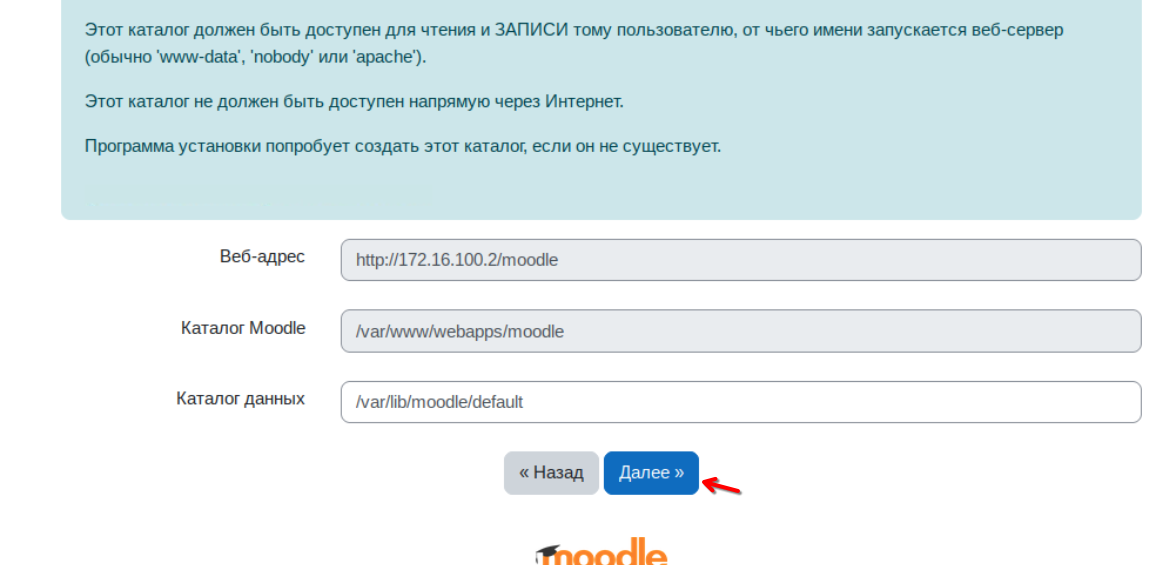 Этот каталог должен быть доступен для чтения и ЗАПИСИ тому пользователю, от чьего имени запускается веб-сервер
(обычно 'www-data', 'nobody' или 'apache').
Этот каталог не должен быть доступен напрямую через Интернет.
Программа установки попробует создать этот каталог, если он не существует.
Веб-адрес http://172.16.100.2/moodle
Каталог Moodle /var/www/webapps/moodle
Каталог данных /var/lib/moodle/default
« Назад Далее »
moodle